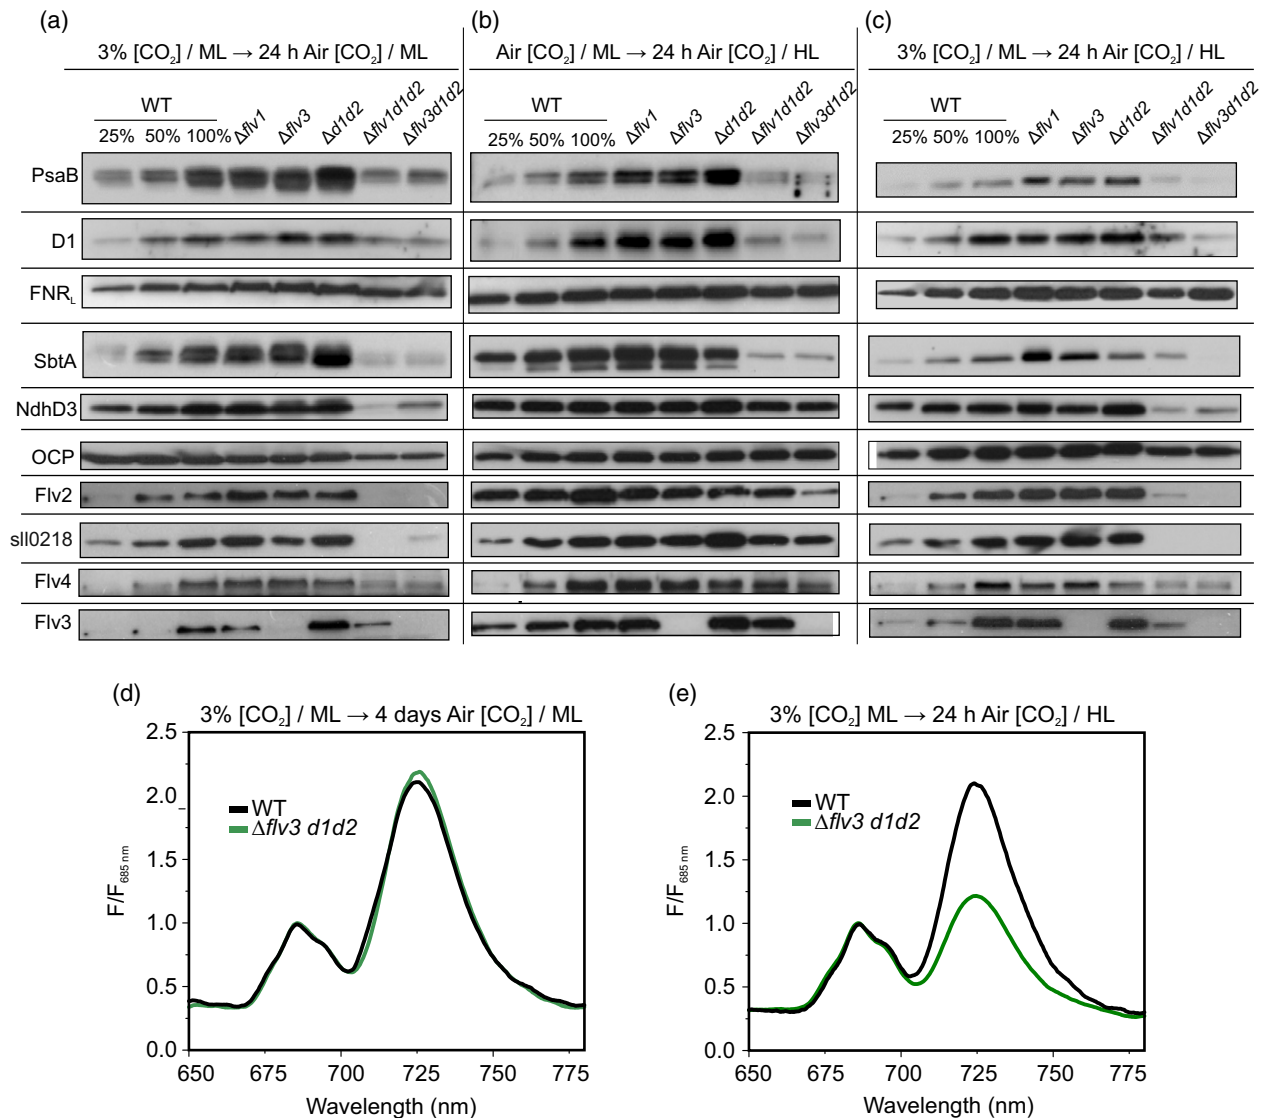 (a)
3% [CO₂] / ML → 24 h Air [CO₂] / ML
WT
25% 50% 100% Δflv1 Δflv3 Δd1d2 Δflv1d1d2 Δflv3d1d2
(b)
Air [CO₂] / ML → 24 h Air [CO₂] / HL
WT
25% 50% 100% Δflv1 Δflv3 Δd1d2 Δflv1d1d2 Δflv3d1d2
(c)
3% [CO₂] / ML → 24 h Air [CO₂] / HL
WT
25% 50% 100% Δflv1 Δflv3 Δd1d2 Δflv1d1d2 Δflv3d1d2
PsaB
D1
FNR_L
SbtA
NdhD3
OCP
Flv2
sll0218
Flv4
Flv3
(d)
3% [CO₂] / ML → 4 days Air [CO₂] / ML
2.5
2.0
1.5
1.0
0.5
0.0
F/F685 nm
WT
Δflv3 d1d2
650 675 700 725 750 775
Wavelength (nm)
(e)
3% [CO₂] ML → 24 h Air [CO₂] / HL
2.5
2.0
1.5
1.0
0.5
0.0
F/F685 nm
WT
Δflv3 d1d2
650 675 700 725 750 775
Wavelength (nm)